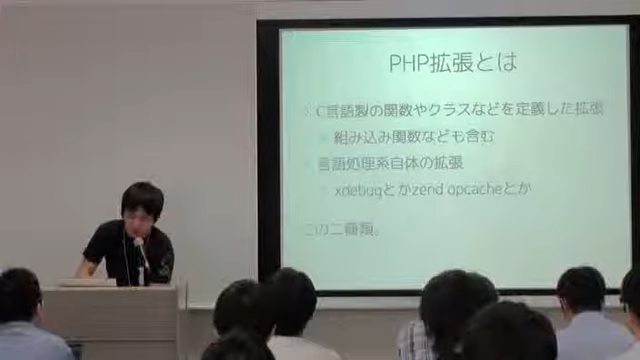 PHP拡張とは
C言語製の関数やクラスなどを定義した拡張
組み込み関数なども含む
言語処理系自体の拡張
xdebugとかzend opcacheとか
この二種類。